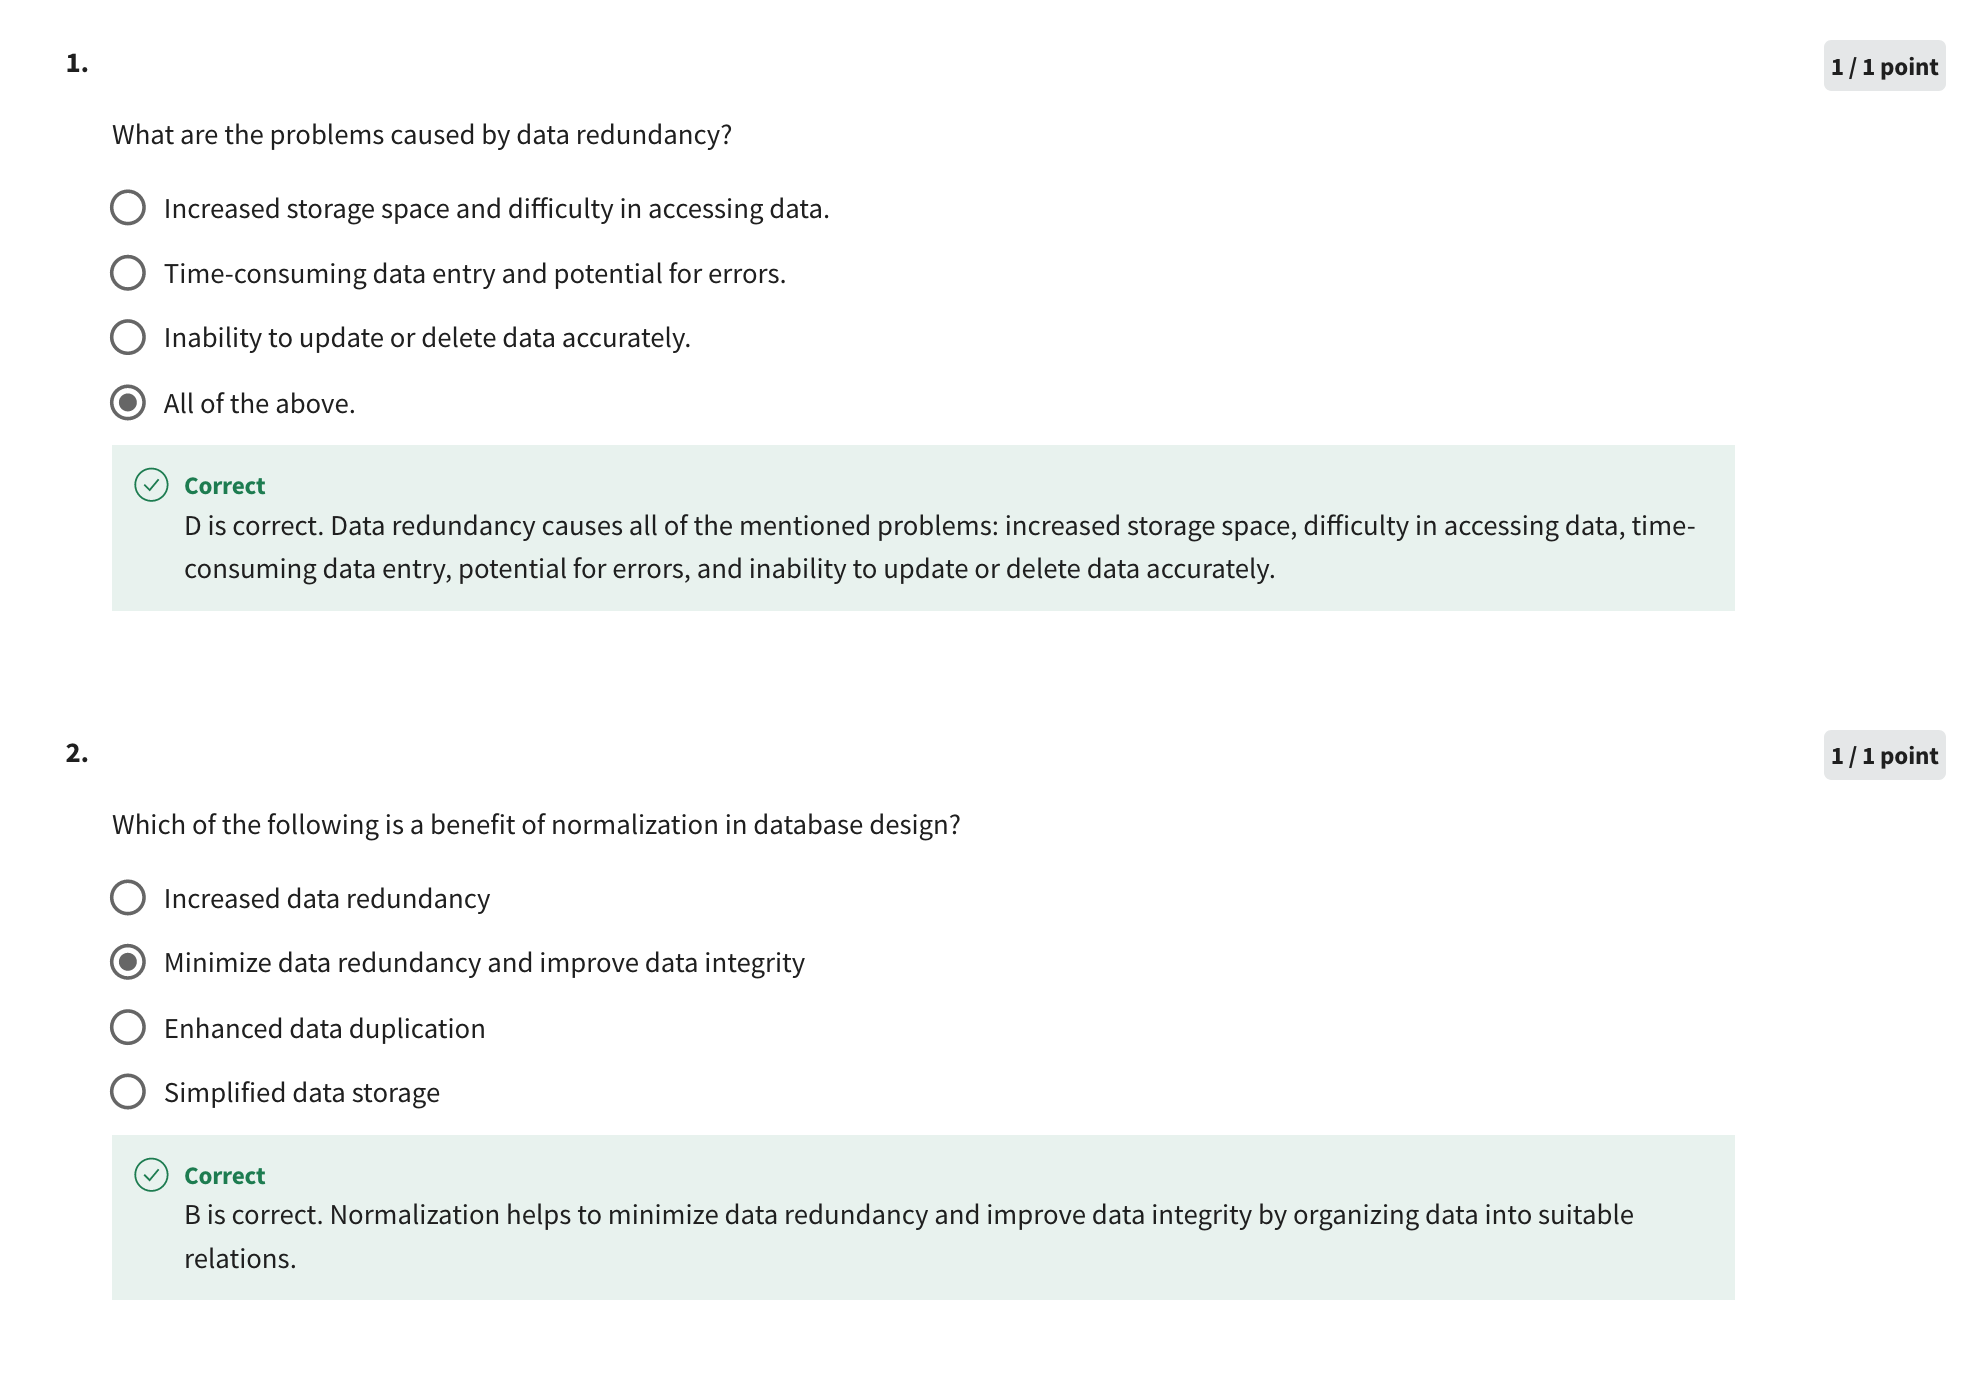 1.
1 / 1 point
What are the problems caused by data redundancy?
Increased storage space and difficulty in accessing data.
Time-consuming data entry and potential for errors.
Inability to update or delete data accurately.
All of the above.
Correct
D is correct. Data redundancy causes all of the mentioned problems: increased storage space, difficulty in accessing data, time-
consuming data entry, potential for errors, and inability to update or delete data accurately.
2.
1 / 1 point
Which of the following is a benefit of normalization in database design?
Increased data redundancy
Minimize data redundancy and improve data integrity
Enhanced data duplication
Simplified data storage
Correct
B is correct. Normalization helps to minimize data redundancy and improve data integrity by organizing data into suitable
relations.